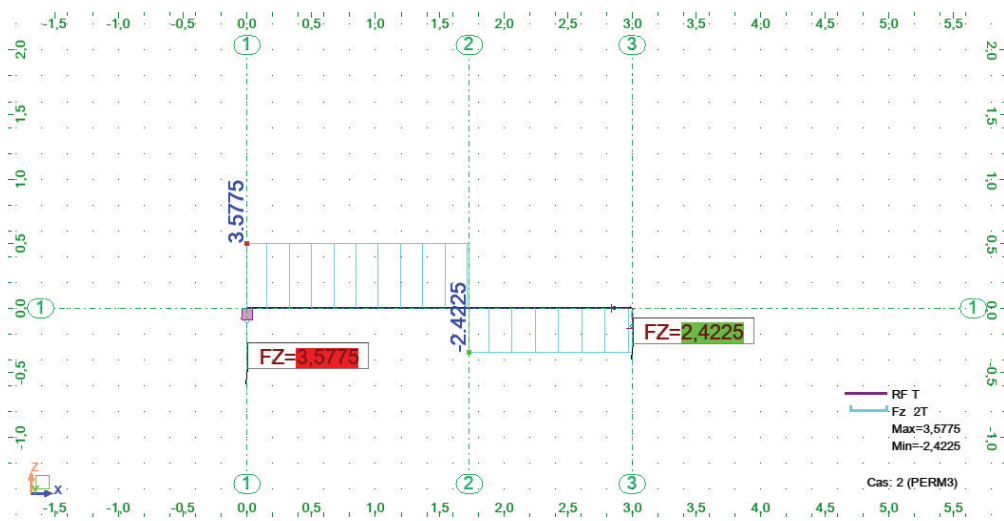 -1,5 -1,0 -0,5 0,0 0,5 1,0 1,5 2,0 2,5 3,0 3,5 4,0 4,5 5,0 5,5
1 2 3
2,0 2,0
1,5 1,5
1,0 1,0
3.5775
0,5 0,5
0,0 1 1 0,0
-2.4225
FZ=2,4225
FZ=3,5775
-0,5 -0,5
RF T
Fz 2T
Max=3,5775
Min=-2,4225
-1,0 -1,0
Z
Y X
Cas: 2 (PERM3)
1 2 3
-1,5 -1,0 -0,5 0,0 0,5 1,0 1,5 2,0 2,5 3,0 3,5 4,0 4,5 5,0 5,5